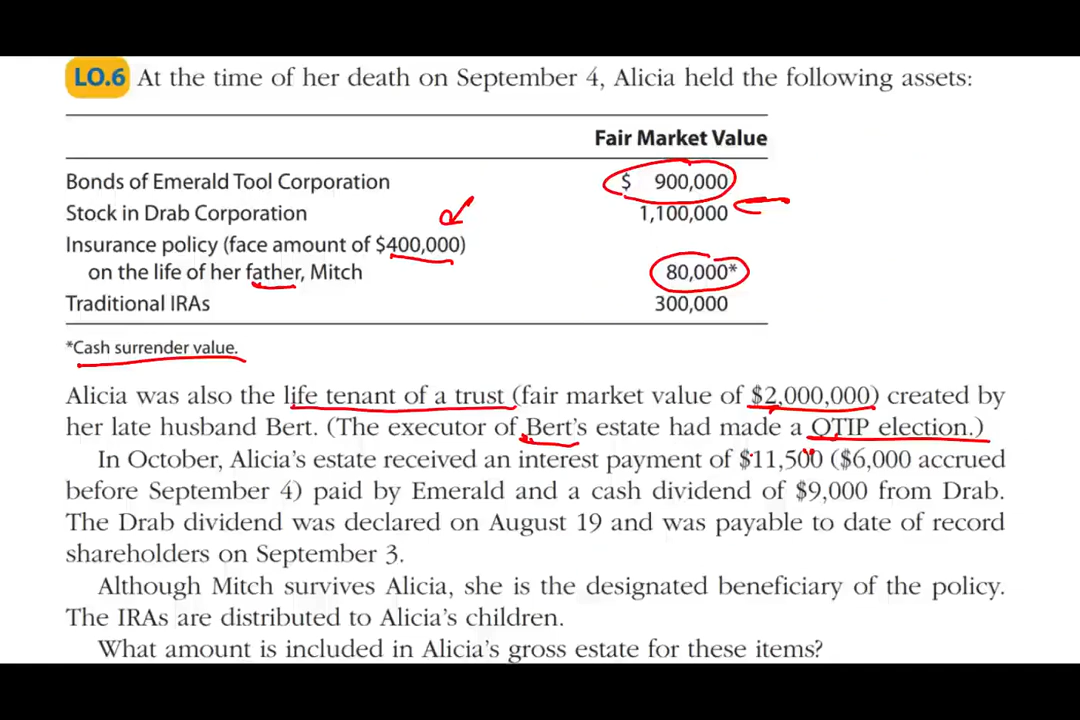 LO.6 At the time of her death on September 4, Alicia held the following assets:
Fair Market Value
Bonds of Emerald Tool Corporation $ 900,000
Stock in Drab Corporation 1,100,000
Insurance policy (face amount of $400,000)
on the life of her father, Mitch 80,000*
Traditional IRAs 300,000
*Cash surrender value.
Alicia was also the life tenant of a trust (fair market value of $2,000,000) created by
her late husband Bert. (The executor of Bert's estate had made a QTIP election.)
In October, Alicia's estate received an interest payment of $11,500 ($6,000 accrued
before September 4) paid by Emerald and a cash dividend of $9,000 from Drab.
The Drab dividend was declared on August 19 and was payable to date of record
shareholders on September 3.
Although Mitch survives Alicia, she is the designated beneficiary of the policy.
The IRAs are distributed to Alicia's children.
What amount is included in Alicia's gross estate for these items?